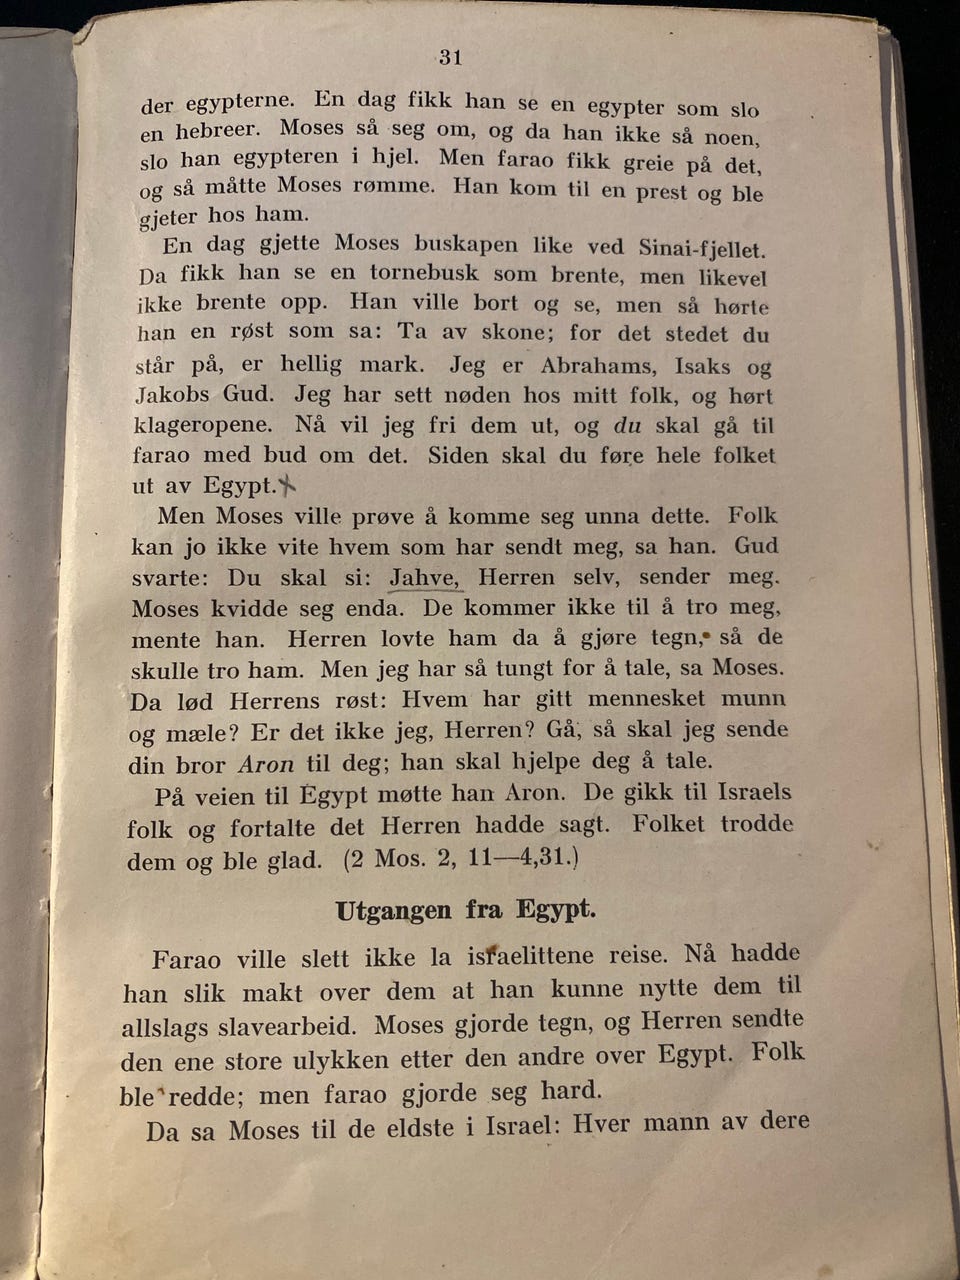 31
der egypterne. En dag fikk han se en egypter som slo
en hebreer. Moses så seg om, og da han ikke så noen,
slo han egypteren i hjel. Men farao fikk greie på det,
og så måtte Moses rømme. Han kom til en prest og ble
gjeter hos ham.
En dag gjette Moses buskapen like ved Sinai-fjellet.
Da fikk han se en tornebusk som brente, men likevel
ikke brente opp. Han ville bort og se, men så hørte
han en røst som sa: Ta av skone; for det stedet du
står på, er hellig mark. Jeg er Abrahams, Isaks og
Jakobs Gud. Jeg har sett nøden hos mitt folk, og hørt
klageropene. Nå vil jeg fri dem ut, og du skal gå til
farao med bud om det. Siden skal du føre hele folket
ut av Egypt.
Men Moses ville prøve å komme seg unna dette. Folk
kan jo ikke vite hvem som har sendt meg, sa han. Gud
svarte: Du skal si: Jahve, Herren selv, sender meg.
Moses kvidde seg enda. De kommer ikke til å tro meg,
mente han. Herren lovte ham da å gjøre tegn, så de
skulle tro ham. Men jeg har så tungt for å tale, sa Moses.
Da lød Herrens røst: Hvem har gitt mennesket munn
og mæle? Er det ikke jeg, Herren? Gå, så skal jeg sende
din bror Aron til deg; han skal hjelpe deg å tale.
På veien til Egypt møtte han Aron. De gikk til Israels
folk og fortalte det Herren hadde sagt. Folket trodde
dem og ble glad. (2 Mos. 2, 11—4,31.)
Utgangen fra Egypt.
Farao ville slett ikke la israelittene reise. Nå hadde
han slik makt over dem at han kunne nytte dem til
allslags slavearbeid. Moses gjorde tegn, og Herren sendte
den ene store ulykken etter den andre over Egypt. Folk
ble redde; men farao gjorde seg hard.
Da sa Moses til de eldste i Israel: Hver mann av dere